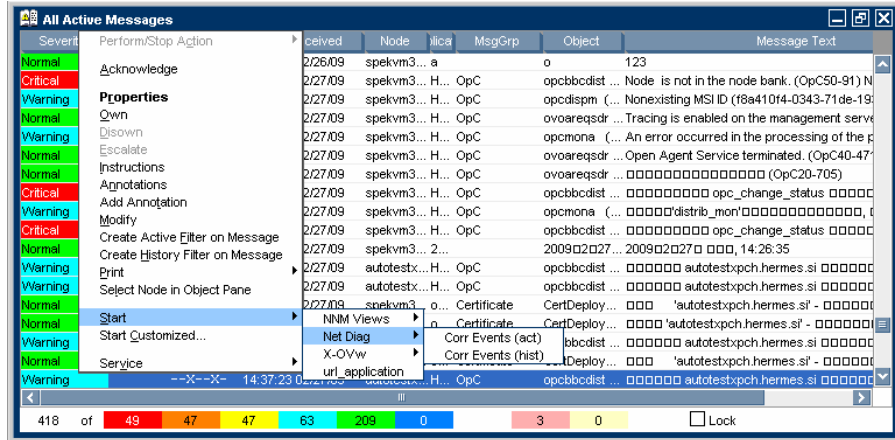 All Active Messages
Severit ceived Node plicat MsgGrp Object Message Text
Perform/Stop Action
Acknowledge
Properties
Own
Disown
Escalate
Instructions
Annotations
Add Annotation
Modify
Create Active Filter on Message
Create History Filter on Message
Print
Select Node in Object Pane
Start
Start Customized...
Service
NNM Views
Net Diag
X-OVw
url_application
Corr Events (act)
Corr Events (hist)
Normal 2/26/09 spekvm3... a o 123
Critical 2/27/09 spekvm3... H... OpC opcbbcdist ... Node is not in the node bank. (OpC50-91) N
Warning 2/27/09 spekvm3... H... OpC opcdispm (... Nonexisting MSI ID (f8a410f4-0343-71de-19
Normal 2/27/09 spekvm3... H... OpC ovoareqsdr ... Tracing is enabled on the management serve
Warning 2/27/09 spekvm3... H... OpC opcmona (... An error occurred in the processing of the p
Normal 2/27/09 spekvm3... H... OpC ovoareqsdr ... Open Agent Service terminated. (OpC40-47
Normal 2/27/09 spekvm3... H... OpC ovoareqsdr ... □□□□□□□□□□□□□□□ (OpC20-705)
Critical 2/27/09 spekvm3... H... OpC opcbbcdist ... □□□□□□□□□ opc_change_status □□□□□
Warning 2/27/09 spekvm3... H... OpC opcmona (... □□□□□'distrib_mon'□□□□□□□□□□□□□,
Critical 2/27/09 spekvm3... H... OpC opcbbcdist ... □□□□□□□□□ opc_change_status □□□□□
Normal 2/27/09 spekvm3... 2... 2009□2□27... 2009□2□27□ □□□, 14:26:35
Warning 2/27/09 autotestx... H... OpC opcbbcdist ... □□□□□□ autotestxpch.hermes.si □□□□□□
Warning 2/27/09 autotestx... H... OpC opcbbcdist ... □□□□□□ autotestxpch.hermes.si □□□□□□
Normal 2/27/09 spekvm3... o... Certificate CertDeploy... □□□ 'autotestxpch.hermes.si' - □□□□□□
Normal o... Certificate CertDeploy... □□□□ 'autotestxpch.hermes.si' - □□□□□□
Warning H... OpC bbcdist ... □□□□□□ autotestxpch.hermes.si □□□□□□
Normal tDeploy... □□□ 'autotestxpch.hermes.si' - □□□□□□
Warning --X--X- 14:37:23 02/27/09 autotestx... H... OpC opcbbcdist ... □□□□□□ autotestxpch.hermes.si □□□□□□
418 of 49 47 47 63 209 0 3 0 Lock